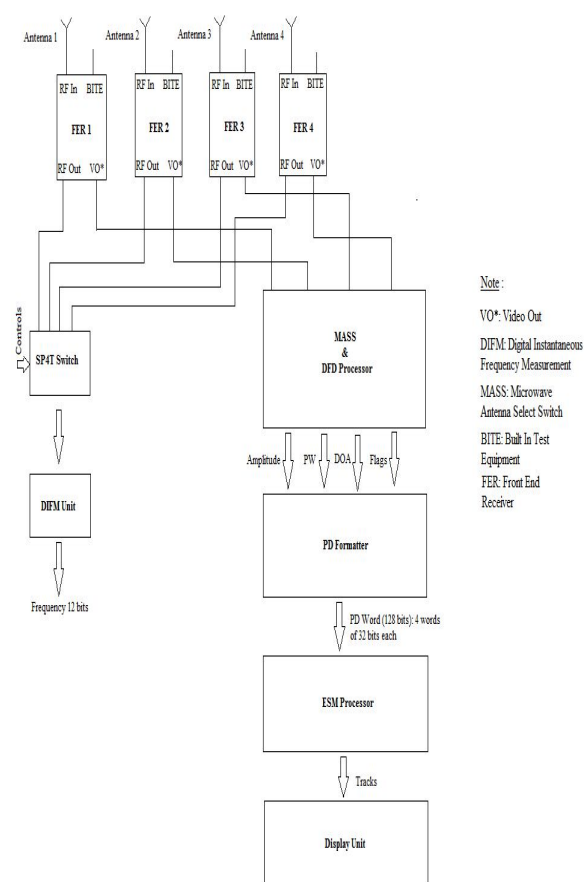 Antenna 1
Antenna 2
Antenna 3
Antenna 4
RF In BITE
FER 1
RF Out VO*
RF In BITE
FER 2
RF Out VO*
RF In BITE
FER 3
RF Out VO*
RF In BITE
FER 4
RF Out VO*
Controls
SP4T Switch
DIFM Unit
Frequency 12 bits
MASS
&
DFD Processor
Amplitude
PW
DOA
Flags
PD Formatter
PD Word (128 bits): 4 words
of 32 bits each
ESM Processor
Tracks
Display Unit
Note :
VO*: Video Out
DIFM: Digital Instantaneous
Frequency Measurement
MASS: Microwave
Antenna Select Switch
BITE: Built In Test
Equipment
FER: Front End
Receiver